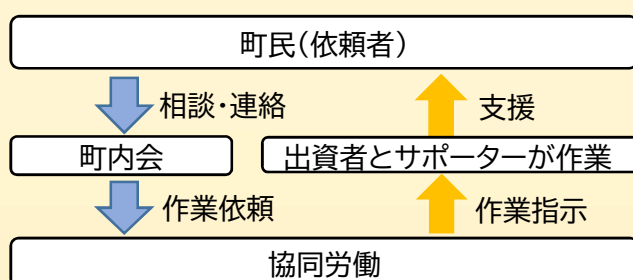 町民(依頼者)
相談・連絡
支援
町内会
出資者とサポーターが作業
作業依頼
作業指示
協同労働